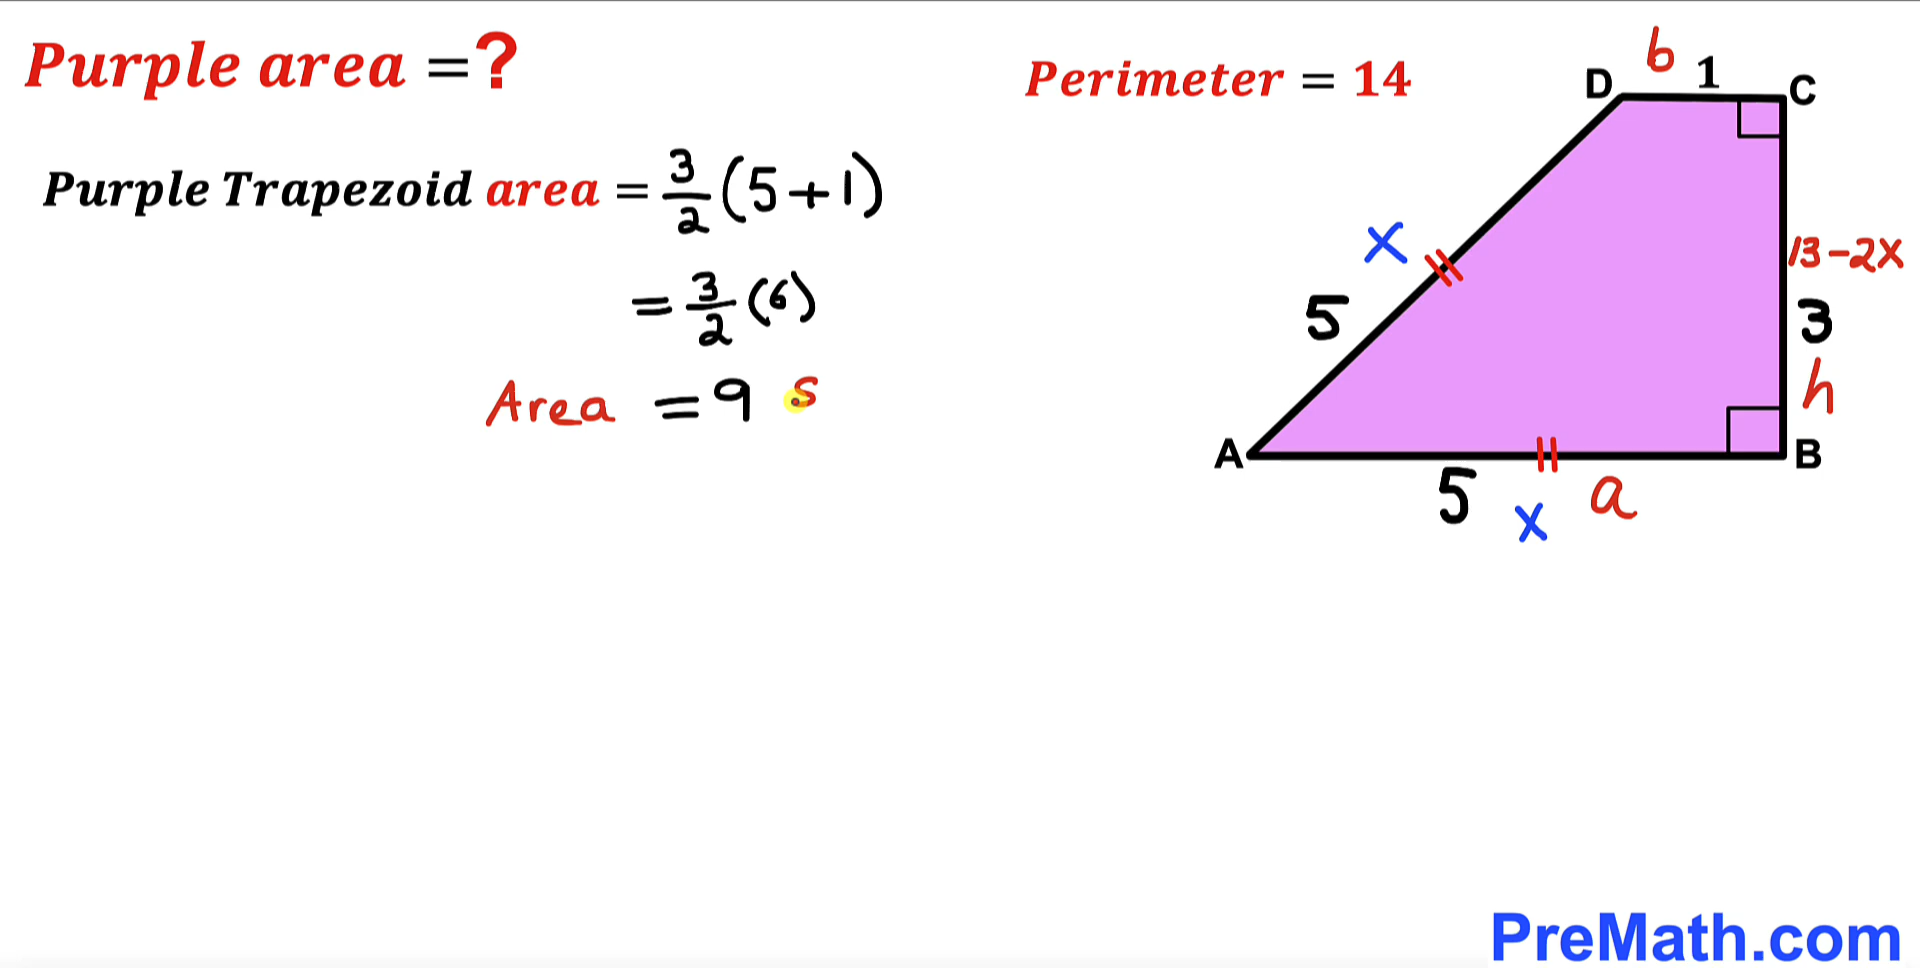 Purple area = ?
Perimeter = 14
Purple Trapezoid area = 3/2 (5+1)
= 3/2 (6)
Area = 9 s
b
D 1 C
x
13-2x
5
3
h
A
B
5 x a
PreMath.com